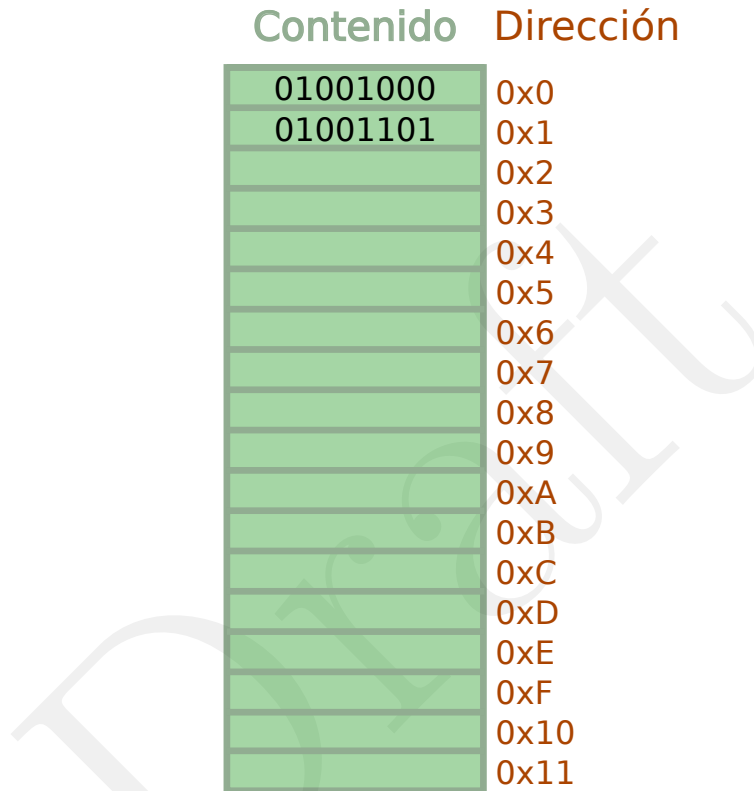 Contenido Dirección
01001000 0x0
01001101 0x1
0x2
0x3
0x4
0x5
0x6
0x7
0x8
0x9
0xA
0xB
0xC
0xD
0xE
0xF
0x10
0x11
Draft